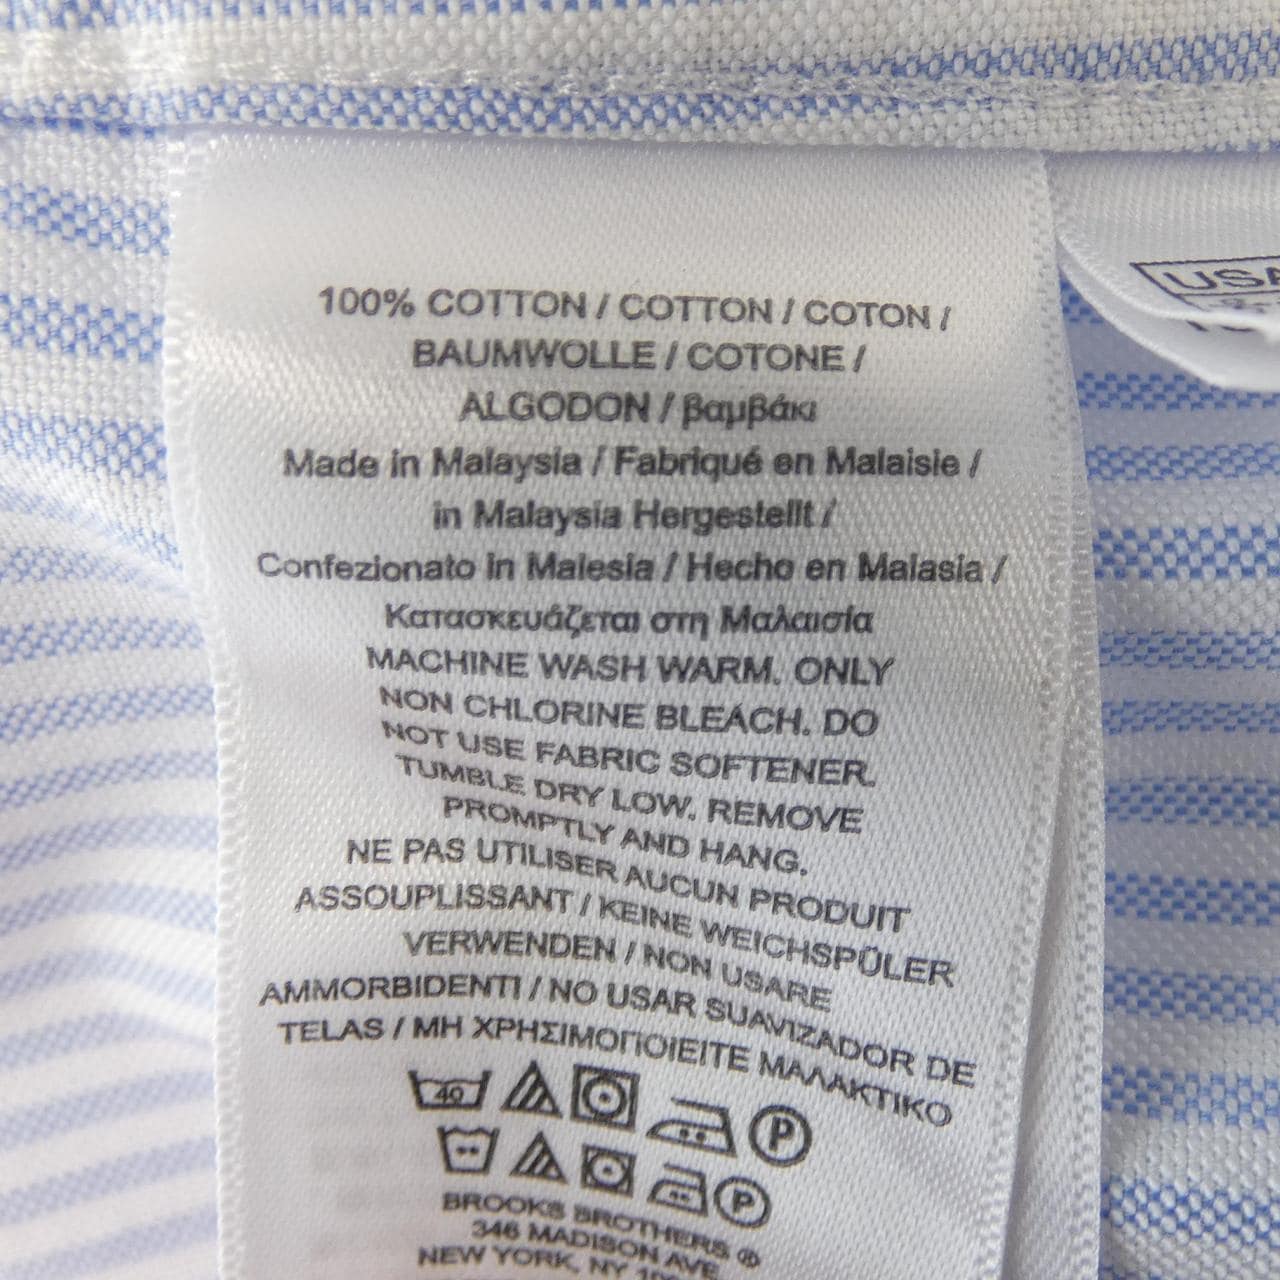 100% COTTON / COTTON / COTON /
BAUMWOLLE / COTONE /
ALGODON / βαμβάκι
Made in Malaysia / Fabriqué en Malaisie /
in Malaysia Hergestellt /
Confezionato in Malesia / Hecho en Malasia /
Κατασκευάζεται στη Μαλαισία
MACHINE WASH WARM. ONLY
NON CHLORINE BLEACH. DO
NOT USE FABRIC SOFTENER.
TUMBLE DRY LOW. REMOVE
PROMPTLY AND HANG.
NE PAS UTILISER AUCUN PRODUIT
ASSOUPLISSANT / KEINE WEICHSPÜLER
VERWENDEN / NON USARE
AMMORBIDENTI / NO USAR SUAVIZADOR DE
TELAS / ΜΗ ΧΡΗΣΙΜΟΠΟΙΕΙΤΕ ΜΑΛΑΚΤΙΚΟ
40 P
P
BROOKS BROTHERS ®
346 MADISON AVE
NEW YORK, NY
USA